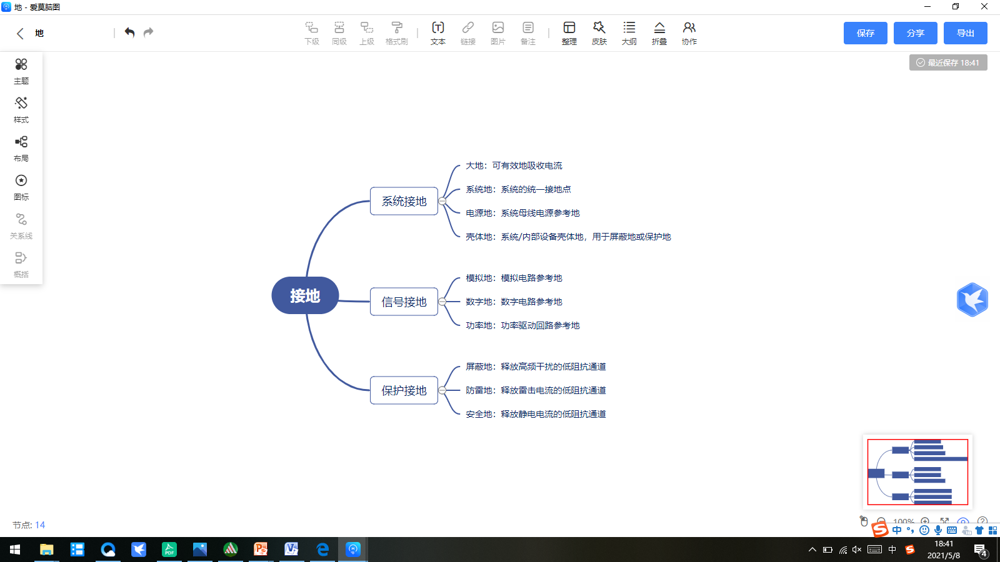 地 - 爱莫脑图
地
下级
同级
上级
格式刷
文本
链接
图片
备注
整理
皮肤
大纲
折叠
协作
保存
分享
导出
最近保存 18:41
主题
样式
布局
图标
关系线
概括
接地
系统接地
大地：可有效地吸收电流
系统地：系统的统一接地点
电源地：系统母线电源参考地
壳体地：系统/内部设备壳体地，用于屏蔽地或保护地
信号接地
模拟地：模拟电路参考地
数字地：数字电路参考地
功率地：功率驱动回路参考地
保护接地
屏蔽地：释放高频干扰的低阻抗通道
防雷地：释放雷击电流的低阻抗通道
安全地：释放静电电流的低阻抗通道
节点: 14
100%
中
PDF
中
18:41
2021/5/8
4